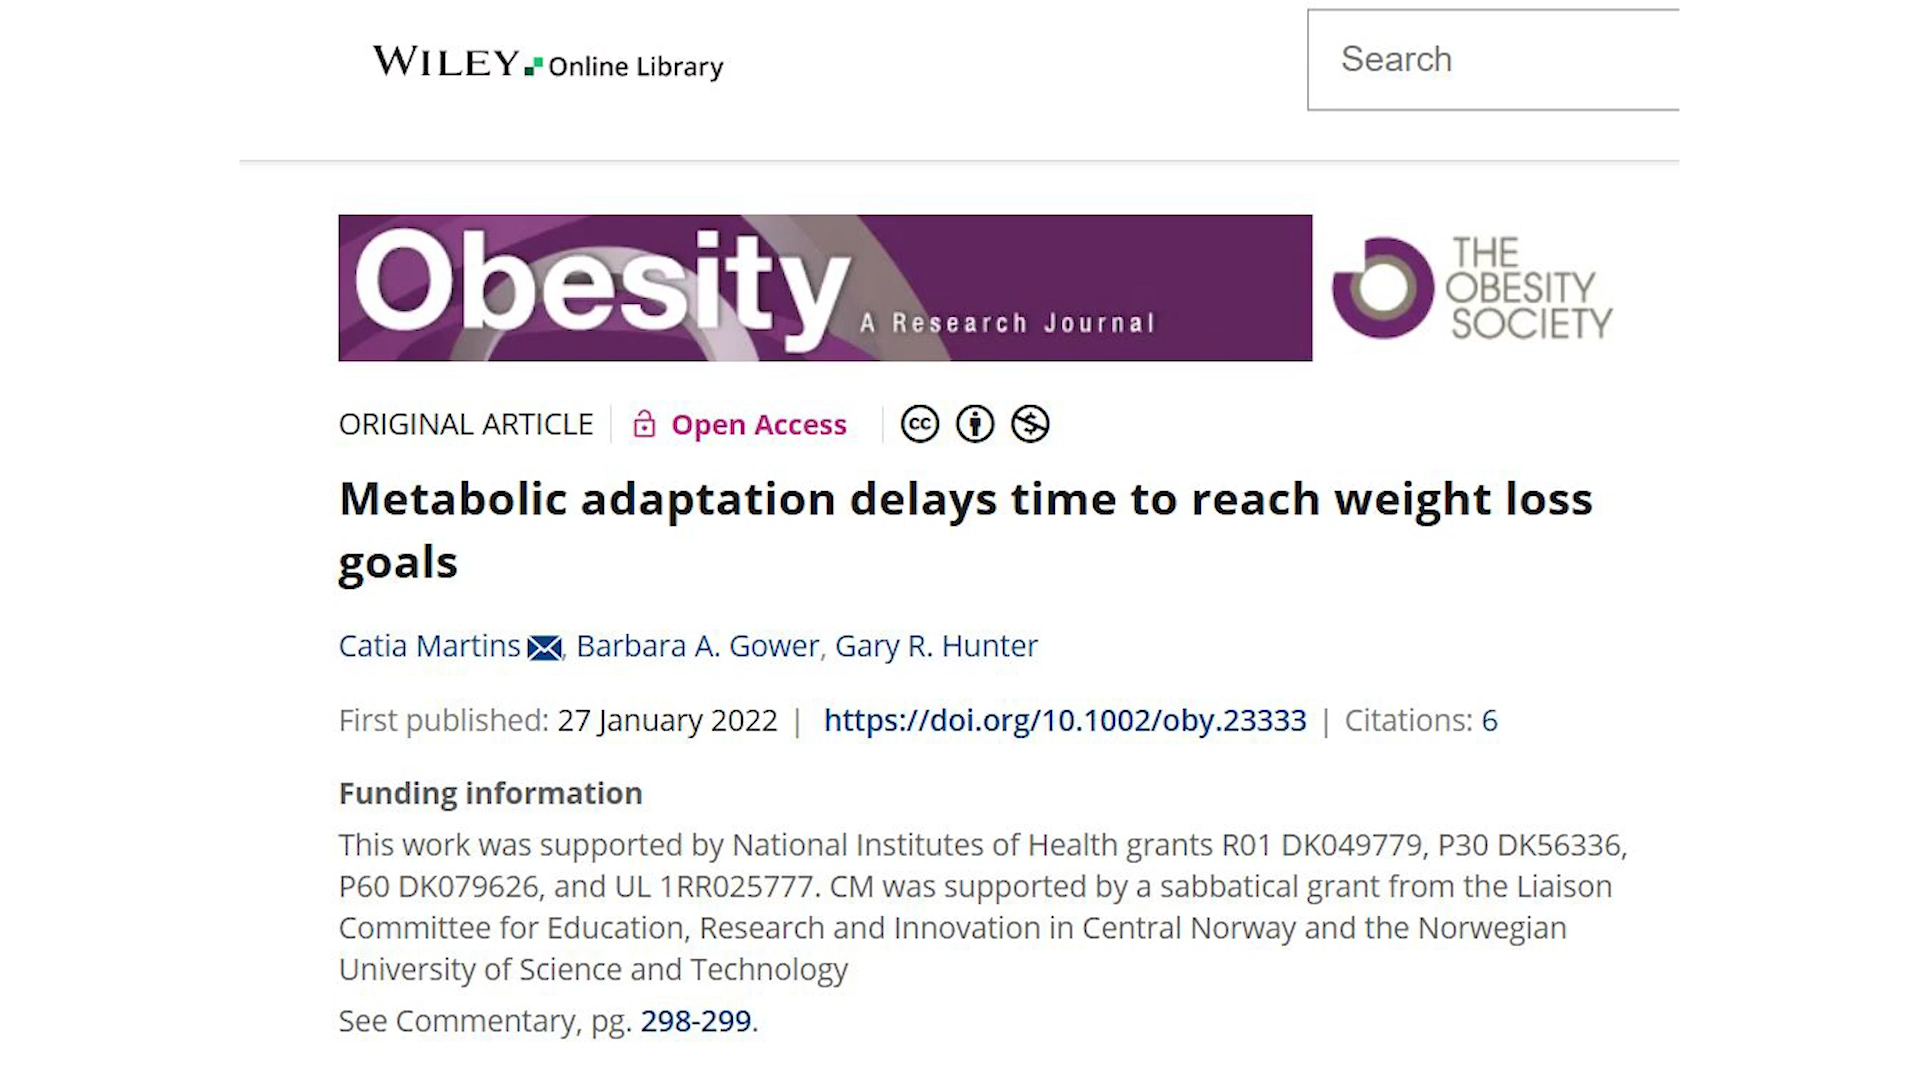 WILEY Online Library
Search
Obesity A Research Journal
THE
OBESITY
SOCIETY
ORIGINAL ARTICLE Open Access cc
Metabolic adaptation delays time to reach weight loss
goals
Catia Martins, Barbara A. Gower, Gary R. Hunter
First published: 27 January 2022 | https://doi.org/10.1002/oby.23333 | Citations: 6
Funding information
This work was supported by National Institutes of Health grants R01 DK049779, P30 DK56336,
P60 DK079626, and UL 1RR025777. CM was supported by a sabbatical grant from the Liaison
Committee for Education, Research and Innovation in Central Norway and the Norwegian
University of Science and Technology
See Commentary, pg. 298-299.